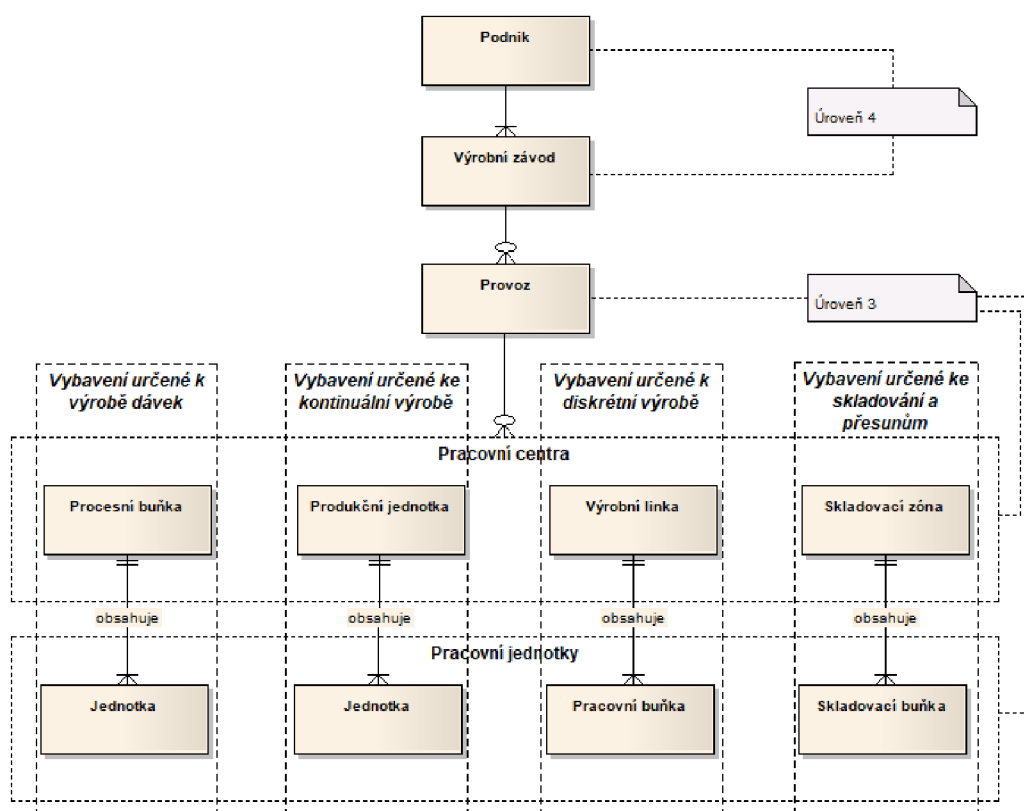 Podnik
Úroveň 4
Výrobní závod
Provoz
Úroveň 3
Vybavení určené k
výrobě dávek
Vybavení určené ke
kontinuální výrobě
Vybavení určené k
diskrétní výrobě
Vybavení určené ke
skladování a
přesunům
Pracovní centra
Procesní buňka
Produkční jednotka
Výrobní linka
Skladovací zóna
obsahuje
obsahuje
obsahuje
obsahuje
Pracovní jednotky
Jednotka
Jednotka
Pracovní buňka
Skladovací buňka